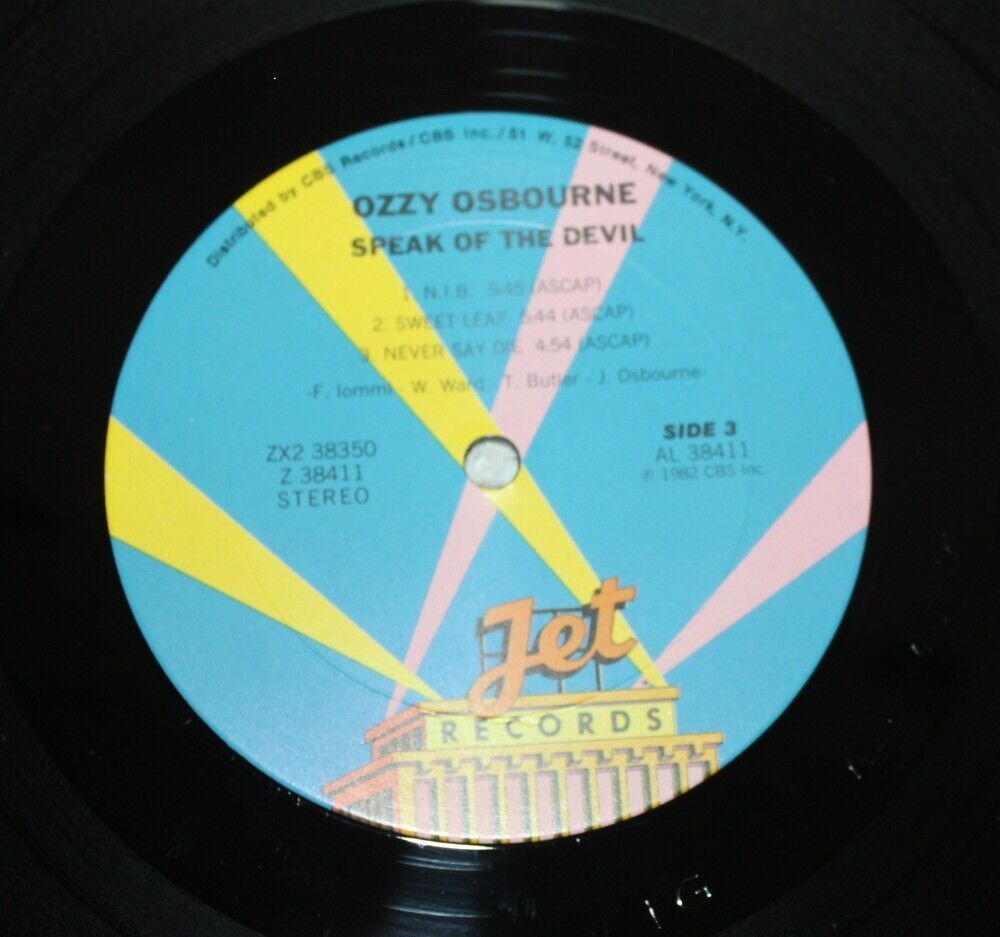 Distributed by CBS Records/CBS Inc./51 W. 52 Street, New York, N.Y.
OZZY OSBOURNE
SPEAK OF THE DEVIL
1. N.I.B. 5:45 (ASCAP)
2. SWEET LEAF 5:44 (ASCAP)
3. NEVER SAY DIE 4:54 (ASCAP)
-F. Iommi - W. Ward - T. Butler - J. Osbourne-
ZX2 38350
Z 38411
STEREO
SIDE 3
AL 38411
℗ 1982 CBS Inc.
Jet
RECORDS
1G